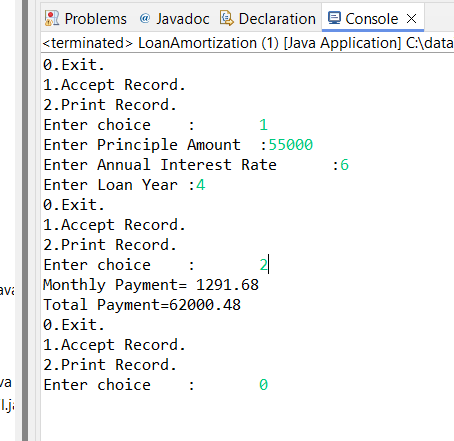 Problems @ Javadoc Declaration Console ×
<terminated> LoanAmortization (1) [Java Application] C:\data
0.Exit.
1.Accept Record.
2.Print Record.
Enter choice    :       1
Enter Principle Amount  :55000
Enter Annual Interest Rate      :6
Enter Loan Year :4
0.Exit.
1.Accept Record.
2.Print Record.
Enter choice    :       2
Monthly Payment= 1291.68
Total Payment=62000.48
0.Exit.
1.Accept Record.
2.Print Record.
Enter choice    :       0